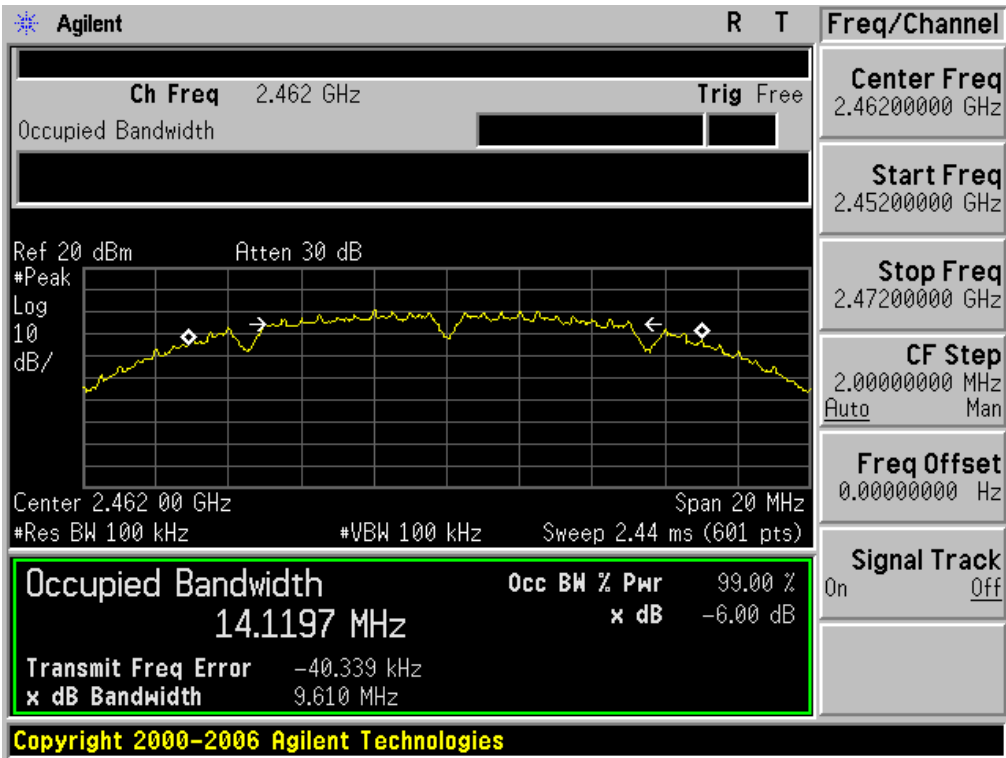 Agilent R T
Ch Freq 2.462 GHz Trig Free
Occupied Bandwidth
Ref 20 dBm Atten 30 dB
#Peak
Log
10
dB/
Center 2.462 00 GHz Span 20 MHz
#Res BW 100 kHz #VBW 100 kHz Sweep 2.44 ms (601 pts)
Occupied Bandwidth Occ BW % Pwr 99.00 %
14.1197 MHz x dB -6.00 dB
Transmit Freq Error -40.339 kHz
x dB Bandwidth 9.610 MHz
Copyright 2000-2006 Agilent Technologies
Freq/Channel
Center Freq
2.46200000 GHz
Start Freq
2.45200000 GHz
Stop Freq
2.47200000 GHz
CF Step
2.00000000 MHz
Auto Man
Freq Offset
0.00000000 Hz
Signal Track
On Off